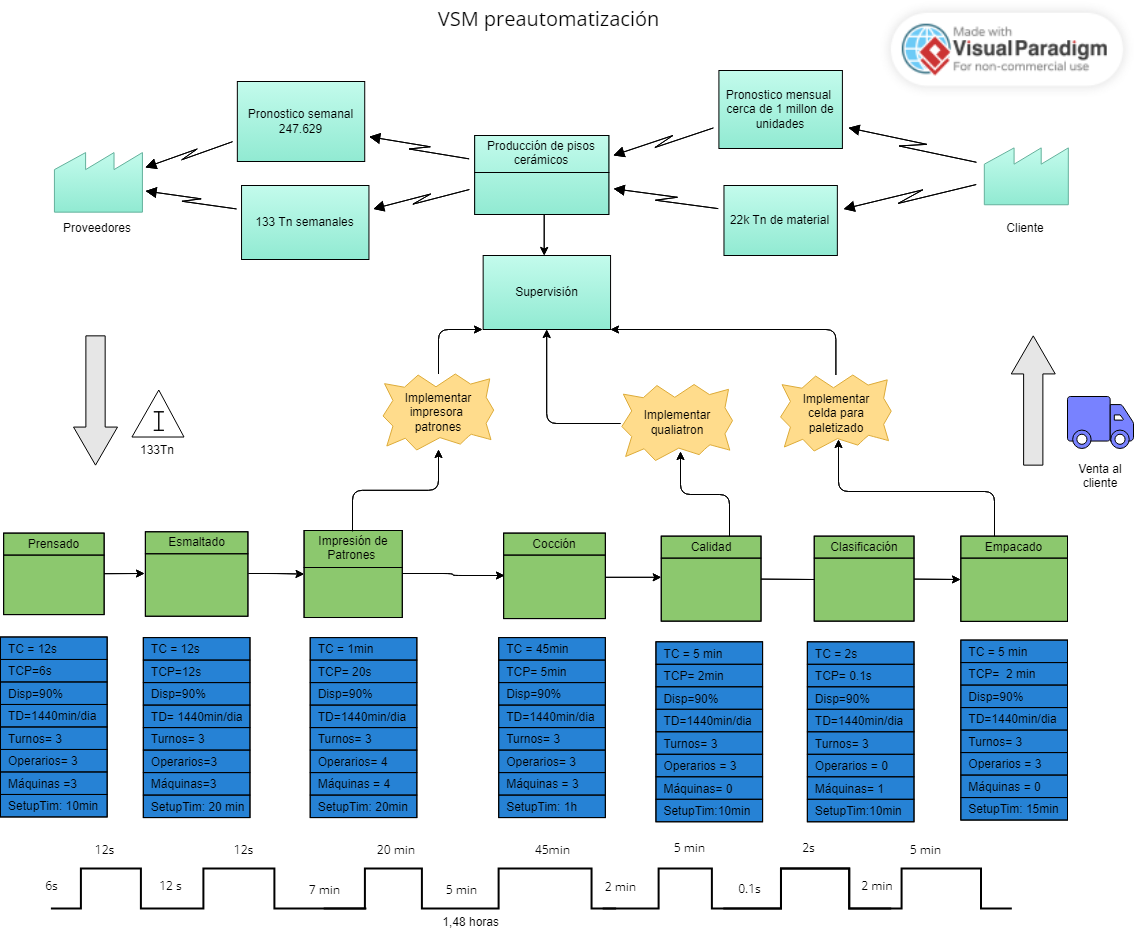 VSM preautomatización
Made with
Visual Paradigm
For non-commercial use
Pronostico semanal
247.629
Producción de pisos
cerámicos
Pronostico mensual
cerca de 1 millon de
unidades
Proveedores
133 Tn semanales
22k Tn de material
Cliente
Supervisión
133Tn
Implementar
impresora
patrones
Implementar
qualiatron
Implementar
celda para
paletizado
Venta al
cliente
Prensado
Esmaltado
Impresión de
Patrones
Cocción
Calidad
Clasificación
Empacado
TC = 12s
TCP=6s
Disp=90%
TD=1440min/dia
Turnos= 3
Operarios= 3
Máquinas =3
SetupTim: 10min
TC = 12s
TCP=12s
Disp=90%
TD= 1440min/dia
Turnos= 3
Operarios=3
Máquinas=3
SetupTim: 20 min
TC = 1min
TCP= 20s
Disp=90%
TD=1440min/dia
Turnos= 3
Operarios= 4
Máquinas = 4
SetupTim: 20min
TC = 45min
TCP= 5min
Disp=90%
TD=1440min/dia
Turnos= 3
Operarios= 3
Máquinas = 3
SetupTim: 1h
TC = 5 min
TCP= 2min
Disp=90%
TD=1440min/dia
Turnos= 3
Operarios = 3
Máquinas= 0
SetupTim:10min
TC = 2s
TCP= 0.1s
Disp=90%
TD=1440min/dia
Turnos= 3
Operarios = 0
Máquinas= 1
SetupTim:10min
TC = 5 min
TCP=  2 min
Disp=90%
TD=1440min/dia
Turnos= 3
Operarios = 3
Máquinas = 0
SetupTim: 15min
12s
12s
20 min
45min
5 min
2s
5 min
6s
12 s
7 min
5 min
2 min
0.1s
2 min
1,48 horas